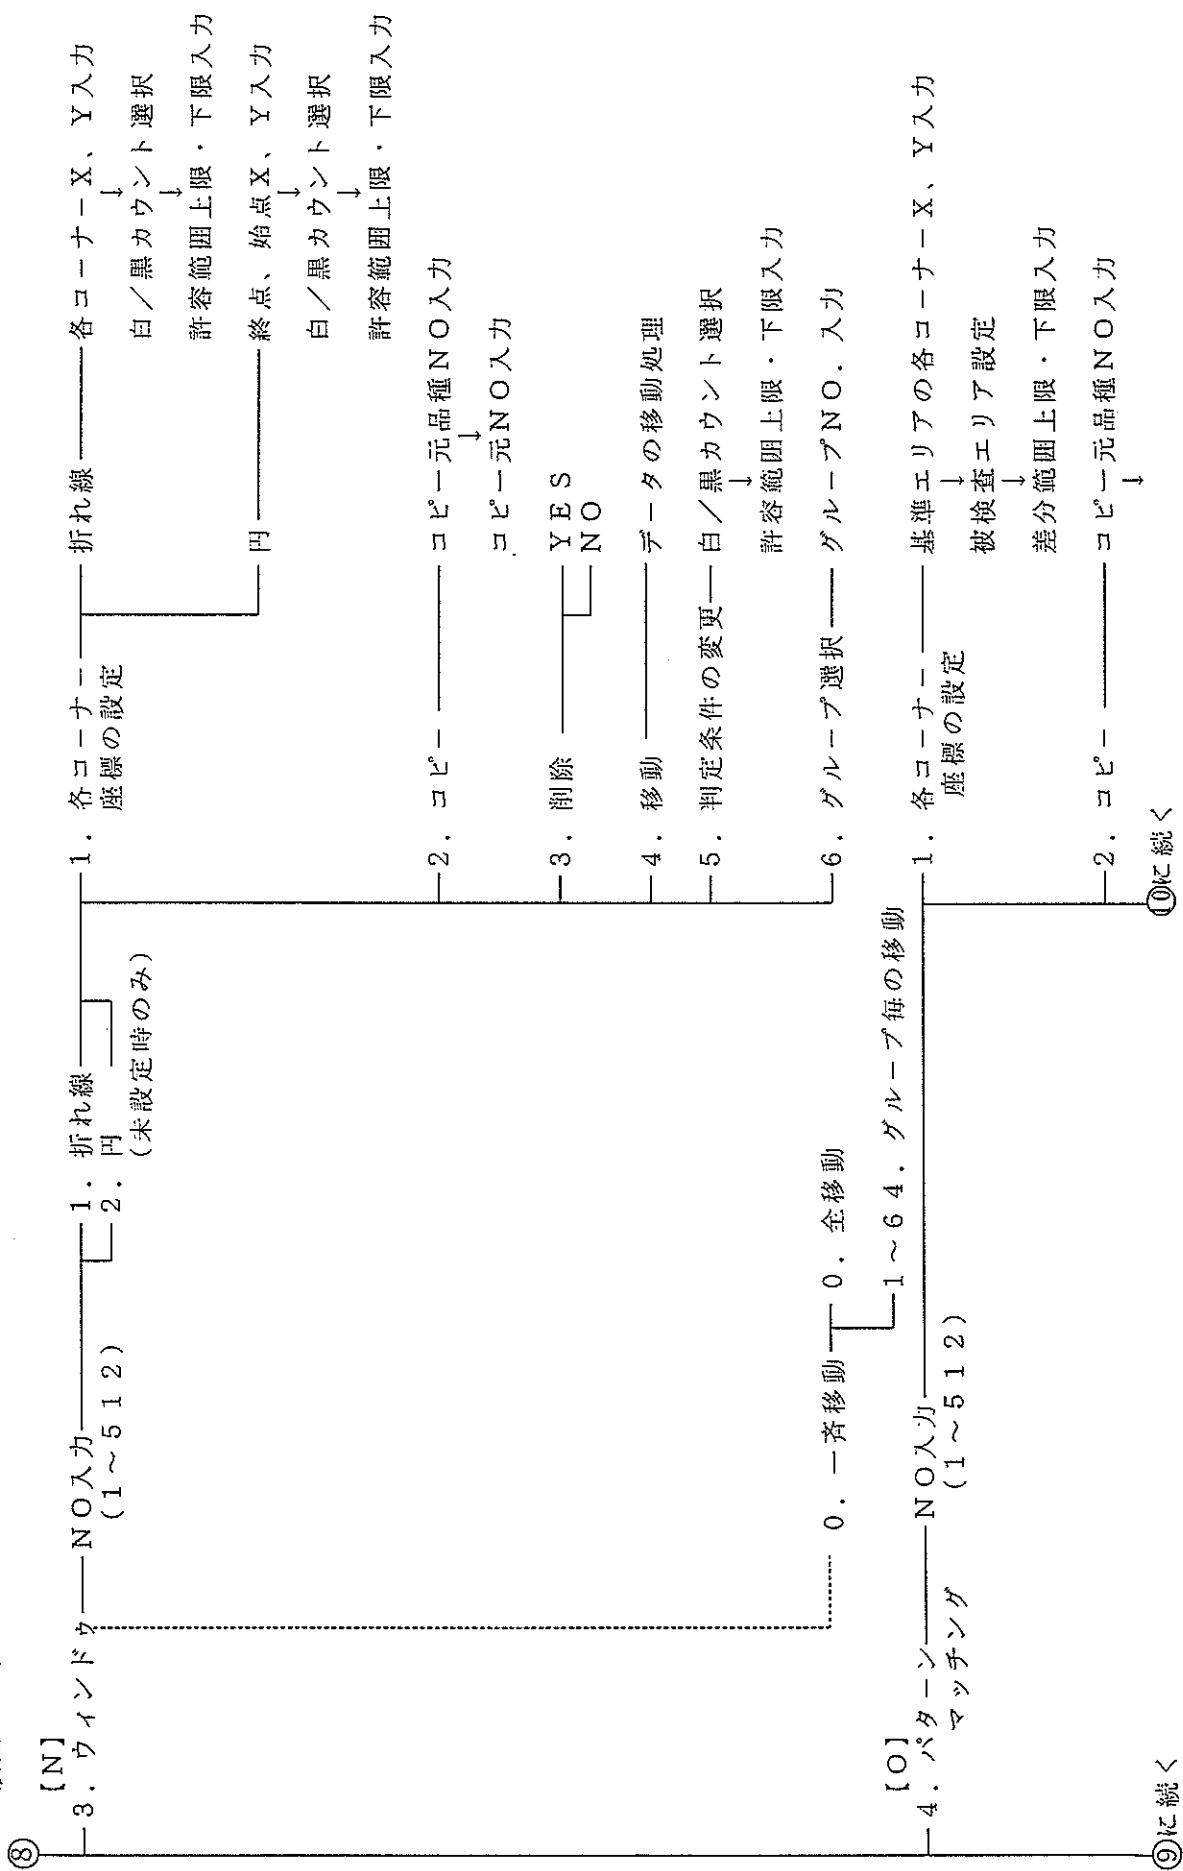 ⑧
【N】
3. ウィンドゥ
NO入力
(1～512)
1. 折れ線
2. 円
(未設定時のみ)
1. 各コーナー
座標の設定
折れ線
各コーナーX、Y入力
↓
白／黒カウント選択
↓
許容範囲上限・下限入力
円
終点、始点X、Y入力
↓
白／黒カウント選択
↓
許容範囲上限・下限入力
2. コピー
コピー元品種NO入力
↓
コピー元NO入力
3. 削除
YES
NO
4. 移動
データの移動処理
5. 判定条件の変更
白／黒カウント選択
↓
許容範囲上限・下限入力
6. グループ選択
グループNO. 入力
0. 一斉移動
0. 全移動
1～64. グループ毎の移動
【O】
4. パターン
マッチング
NO入力
(1～512)
1. 各コーナー
座標の設定
基準エリアの各コーナーX、Y入力
↓
被検査エリア設定
↓
差分範囲上限・下限入力
2. コピー
コピー元品種NO入力
↓
⑨に続く
⑩に続く